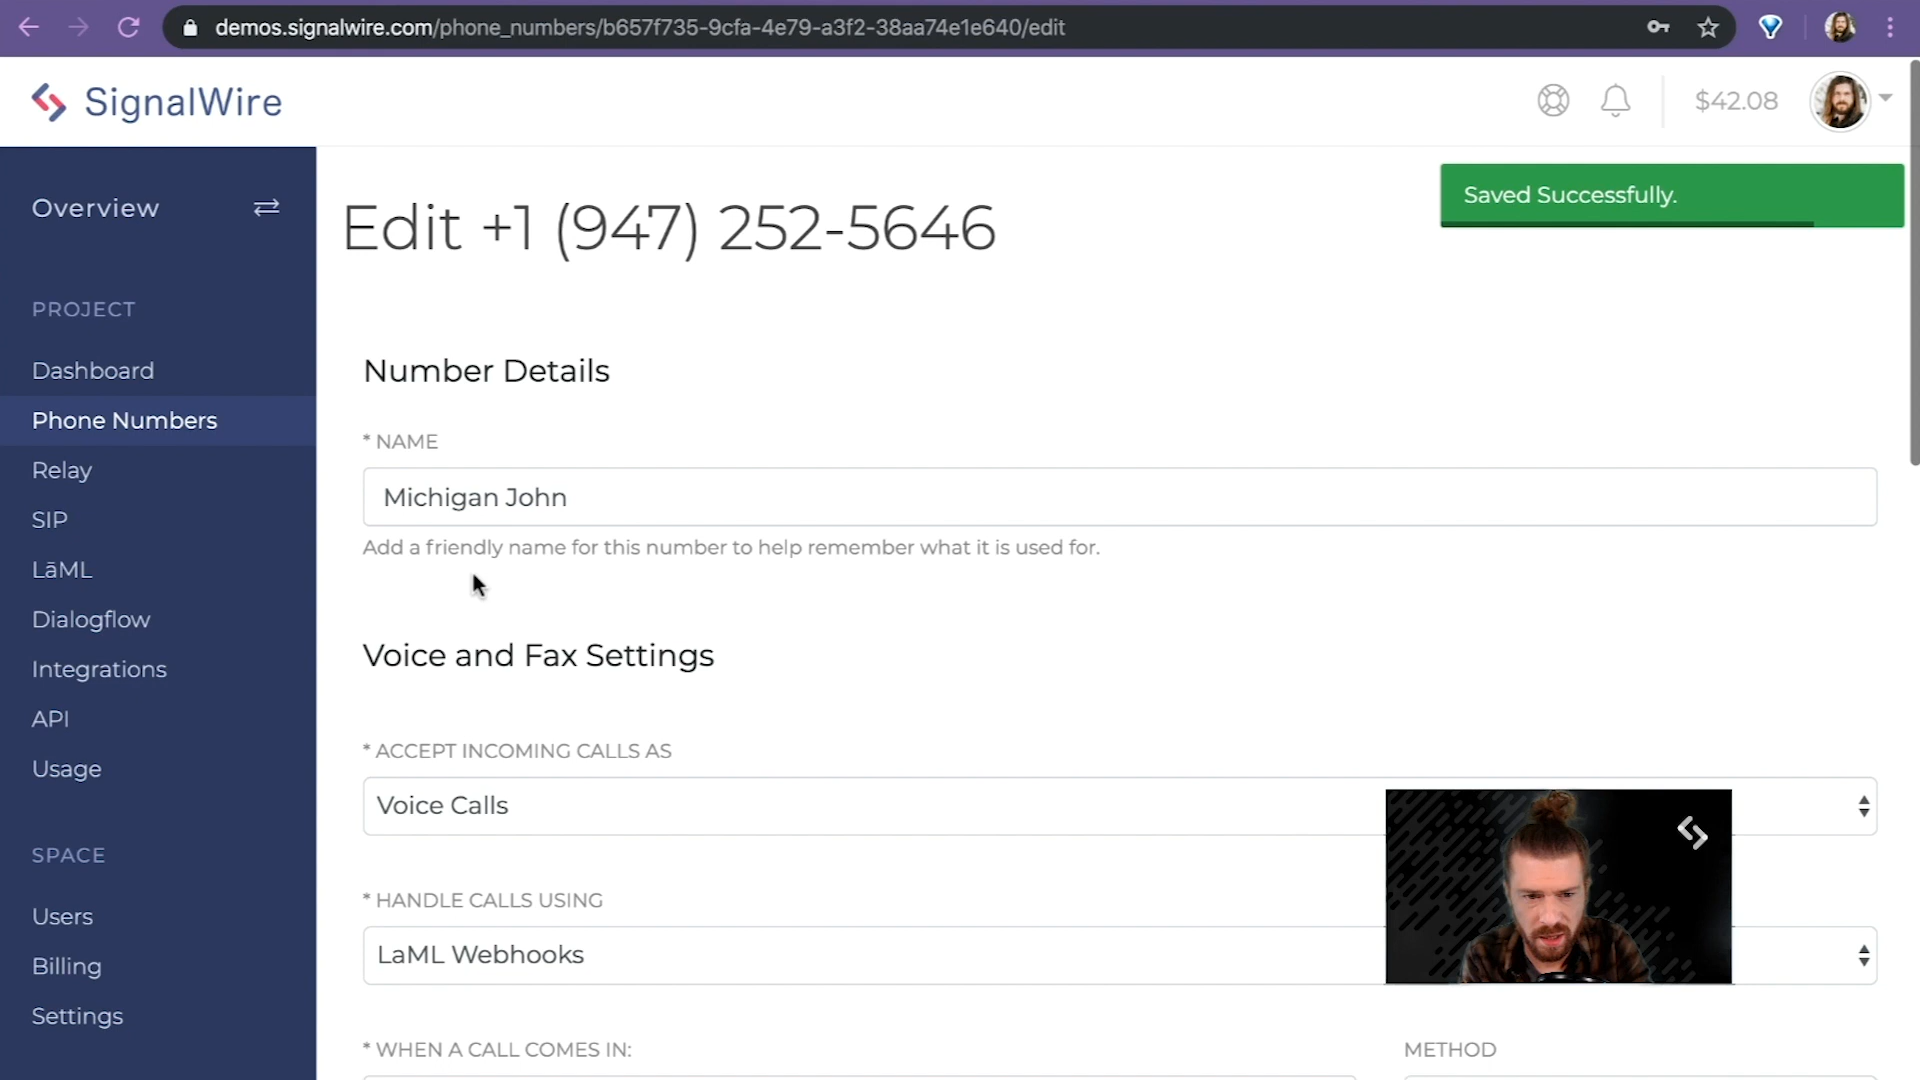 demos.signalwire.com/phone_numbers/b657f735-9cfa-4e79-a3f2-38aa74e1e640/edit
SignalWire
$42.08
Overview
Saved Successfully.
Edit +1 (947) 252-5646
PROJECT
Dashboard
Phone Numbers
Relay
SIP
LāML
Dialogflow
Integrations
API
Usage
SPACE
Users
Billing
Settings
Number Details
* NAME
Michigan John
Add a friendly name for this number to help remember what it is used for.
Voice and Fax Settings
* ACCEPT INCOMING CALLS AS
Voice Calls
* HANDLE CALLS USING
LaML Webhooks
* WHEN A CALL COMES IN:
METHOD